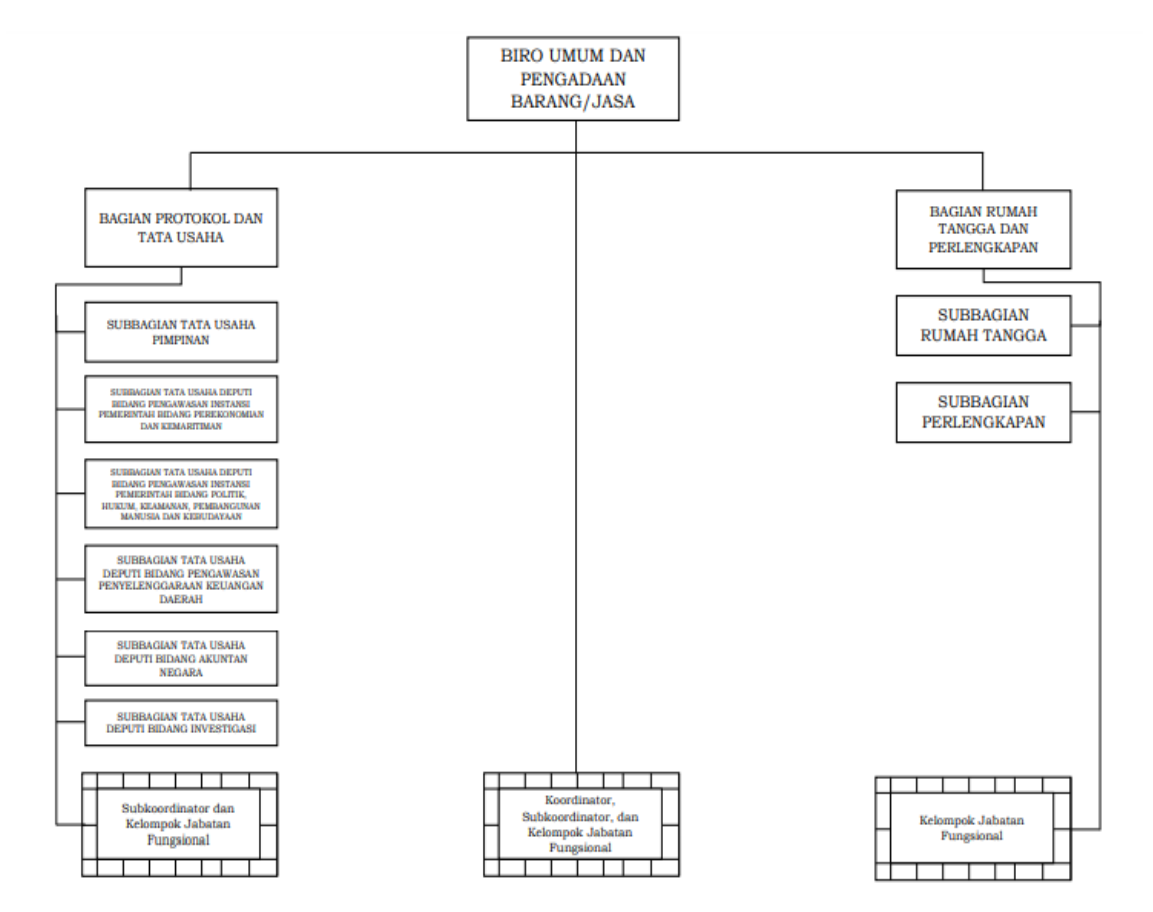 BIRO UMUM DAN
PENGADAAN
BARANG/JASA
BAGIAN PROTOKOL DAN
TATA USAHA
SUBBAGIAN TATA USAHA
PIMPINAN
SUBBAGIAN TATA USAHA DEPUTI
BIDANG PENGAWASAN INSTANSI
PEMERINTAH BIDANG PEREKONOMIAN
DAN KEMARITIMAN
SUBBAGIAN TATA USAHA DEPUTI
BIDANG PENGAWASAN INSTANSI
PEMERINTAH BIDANG POLITIK,
HUKUM, KEAMANAN, PEMBANGUNAN
MANUSIA DAN KEBUDAYAAN
SUBBAGIAN TATA USAHA
DEPUTI BIDANG PENGAWASAN
PENYELENGGARAAN KEUANGAN
DAERAH
SUBBAGIAN TATA USAHA
DEPUTI BIDANG AKUNTAN
NEGARA
SUBBAGIAN TATA USAHA
DEPUTI BIDANG INVESTIGASI
Subkoordinator dan
Kelompok Jabatan
Fungsional
Koordinator,
Subkoordinator, dan
Kelompok Jabatan
Fungsional
BAGIAN RUMAH
TANGGA DAN
PERLENGKAPAN
SUBBAGIAN
RUMAH TANGGA
SUBBAGIAN
PERLENGKAPAN
Kelompok Jabatan
Fungsional